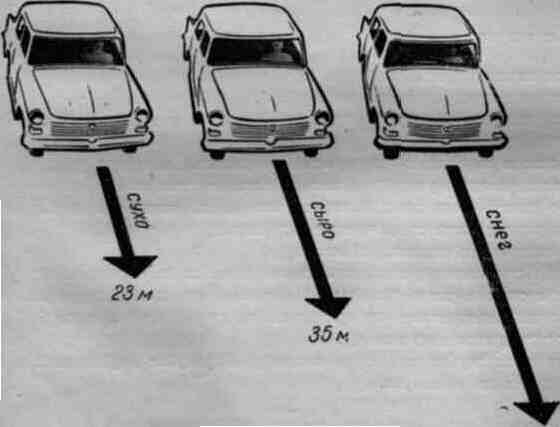 сухо
23 м
сыро
35 м
снег